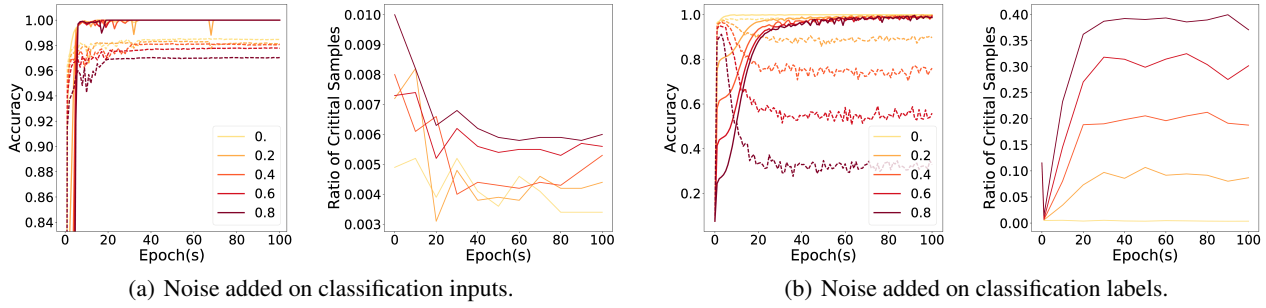 1.00
0.98
0.96
0.94
0.92
0.90
0.88
0.86
0.84
Accuracy
0 20 40 60 80 100
Epoch(s)
0.
0.2
0.4
0.6
0.8
0.010
0.009
0.008
0.007
0.006
0.005
0.004
0.003
Ratio of Critital Samples
0 20 40 60 80 100
Epoch(s)
(a) Noise added on classification inputs.
1.0
0.8
0.6
0.4
0.2
Accuracy
0 20 40 60 80 100
Epoch(s)
0.
0.2
0.4
0.6
0.8
0.40
0.35
0.30
0.25
0.20
0.15
0.10
0.05
0.00
Ratio of Critital Samples
0 20 40 60 80 100
Epoch(s)
(b) Noise added on classification labels.